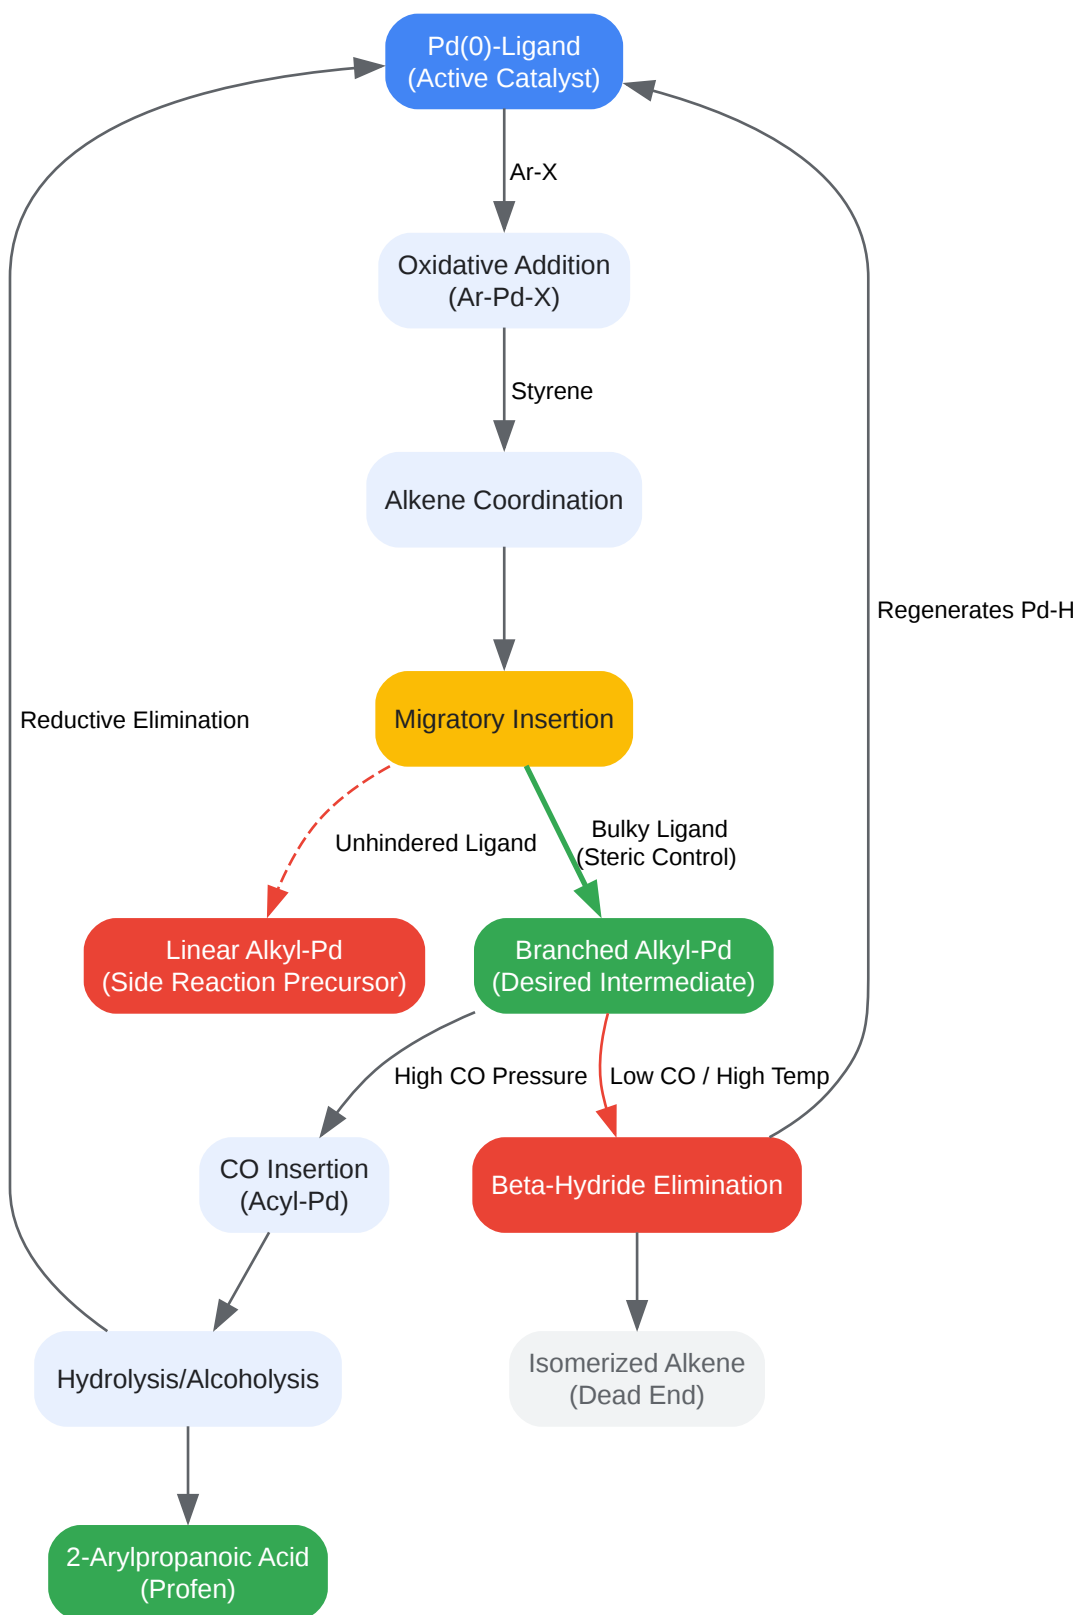 Pd(0)-Ligand
(Active Catalyst)
Ar-X
Oxidative Addition
(Ar-Pd-X)
Styrene
Alkene Coordination
Regenerates Pd-H
Migratory Insertion
Reductive Elimination
Unhindered Ligand
Bulky Ligand
(Steric Control)
Linear Alkyl-Pd
(Side Reaction Precursor)
Branched Alkyl-Pd
(Desired Intermediate)
High CO Pressure
Low CO / High Temp
CO Insertion
(Acyl-Pd)
Beta-Hydride Elimination
Hydrolysis/Alcoholysis
Isomerized Alkene
(Dead End)
2-Arylpropanoic Acid
(Profen)